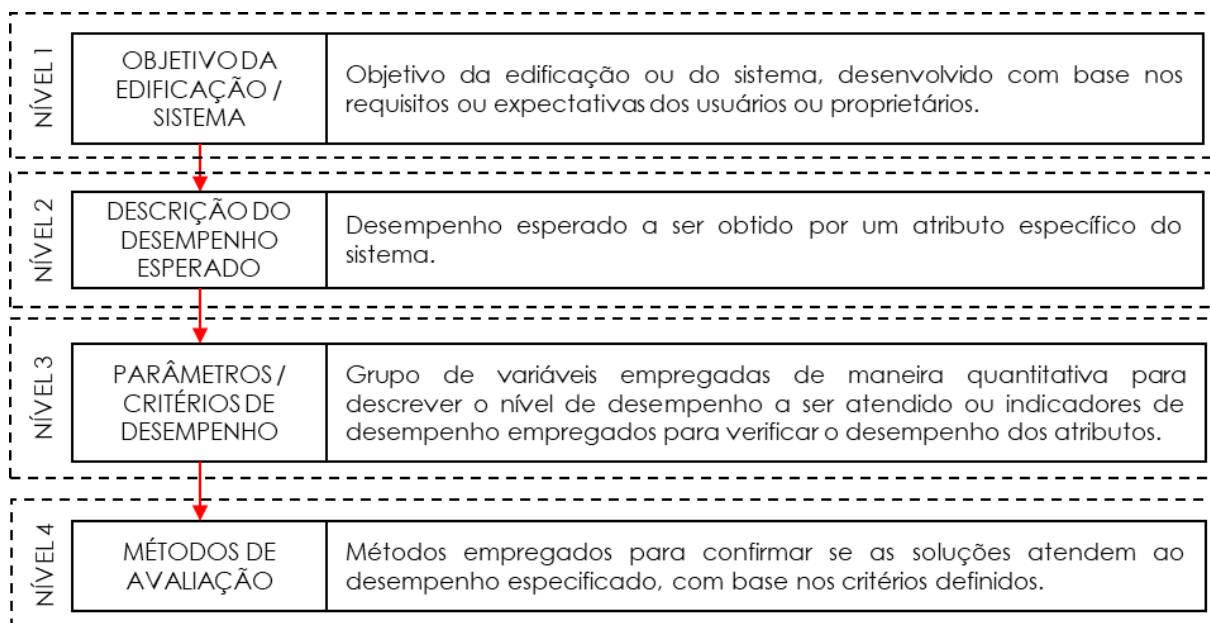 NÍVEL 1
OBJETIVO DA
EDIFICAÇÃO /
SISTEMA
Objetivo da edificação ou do sistema, desenvolvido com base nos
requisitos ou expectativas dos usuários ou proprietários.
NÍVEL 2
DESCRIÇÃO DO
DESEMPENHO
ESPERADO
Desempenho esperado a ser obtido por um atributo específico do
sistema.
NÍVEL 3
PARÂMETROS /
CRITÉRIOS DE
DESEMPENHO
Grupo de variáveis empregadas de maneira quantitativa para
descrever o nível de desempenho a ser atendido ou indicadores de
desempenho empregados para verificar o desempenho dos atributos.
NÍVEL 4
MÉTODOS DE
AVALIAÇÃO
Métodos empregados para confirmar se as soluções atendem ao
desempenho especificado, com base nos critérios definidos.